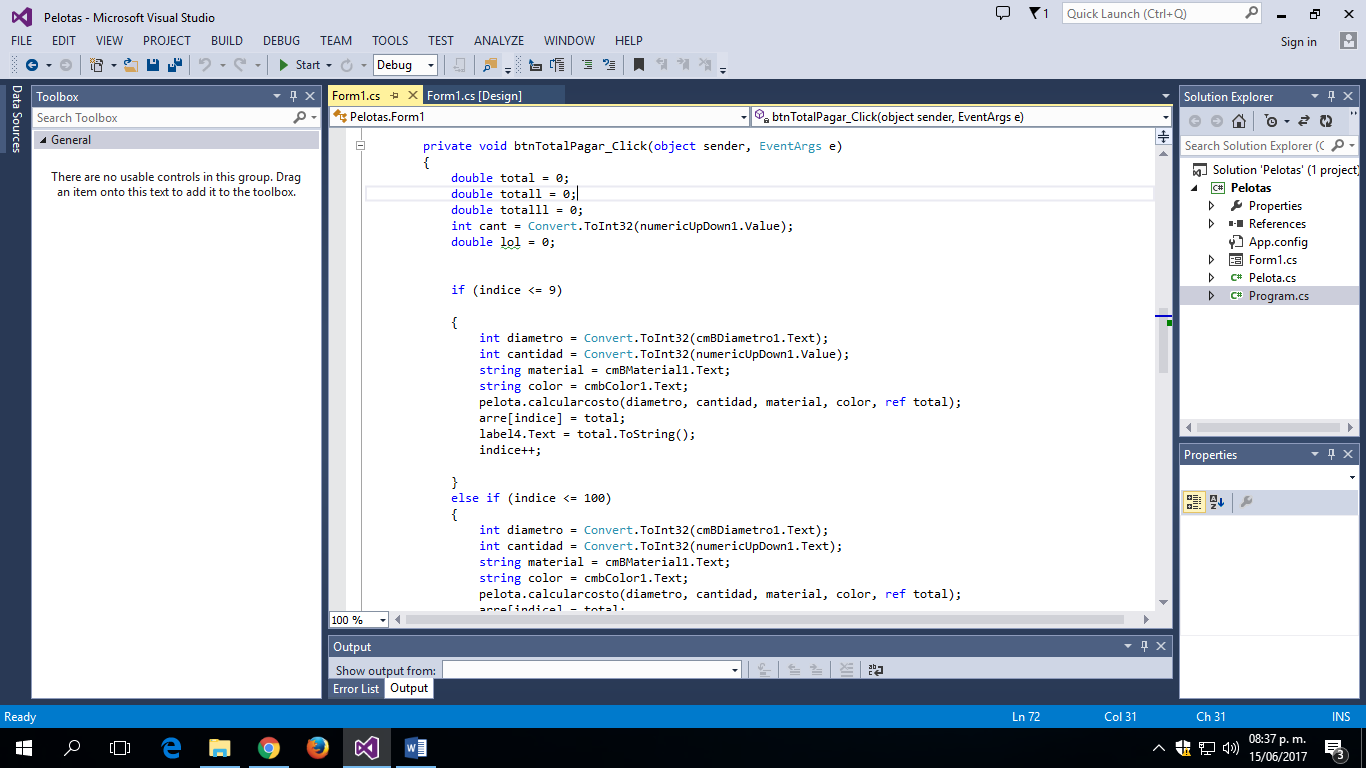 Pelotas - Microsoft Visual Studio
1
Quick Launch (Ctrl+Q)
FILE EDIT VIEW PROJECT BUILD DEBUG TEAM TOOLS TEST ANALYZE WINDOW HELP
Sign in
Start
Debug
Data Sources
Toolbox
Search Toolbox
General
There are no usable controls in this group. Drag
an item onto this text to add it to the toolbox.
Form1.cs
Form1.cs [Design]
Pelotas.Form1
btnTotalPagar_Click(object sender, EventArgs e)
private void btnTotalPagar_Click(object sender, EventArgs e)
{
double total = 0;
double totall = 0;
double totalll = 0;
int cant = Convert.ToInt32(numericUpDown1.Value);
double lol = 0;
if (indice <= 9)
{
int diametro = Convert.ToInt32(cmBDiametro1.Text);
int cantidad = Convert.ToInt32(numericUpDown1.Value);
string material = cmBMaterial1.Text;
string color = cmbColor1.Text;
pelota.calcularcosto(diametro, cantidad, material, color, ref total);
arre[indice] = total;
label4.Text = total.ToString();
indice++;
}
else if (indice <= 100)
{
int diametro = Convert.ToInt32(cmBDiametro1.Text);
int cantidad = Convert.ToInt32(numericUpDown1.Text);
string material = cmBMaterial1.Text;
string color = cmbColor1.Text;
pelota.calcularcosto(diametro, cantidad, material, color, ref total);
arre[indice] = total;
100 %
Output
Show output from:
Error List
Output
Solution Explorer
Search Solution Explorer (C
Solution 'Pelotas' (1 project)
Pelotas
Properties
References
App.config
Form1.cs
Pelota.cs
Program.cs
Properties
Ready
Ln 72
Col 31
Ch 31
INS
08:37 p. m.
15/06/2017
3